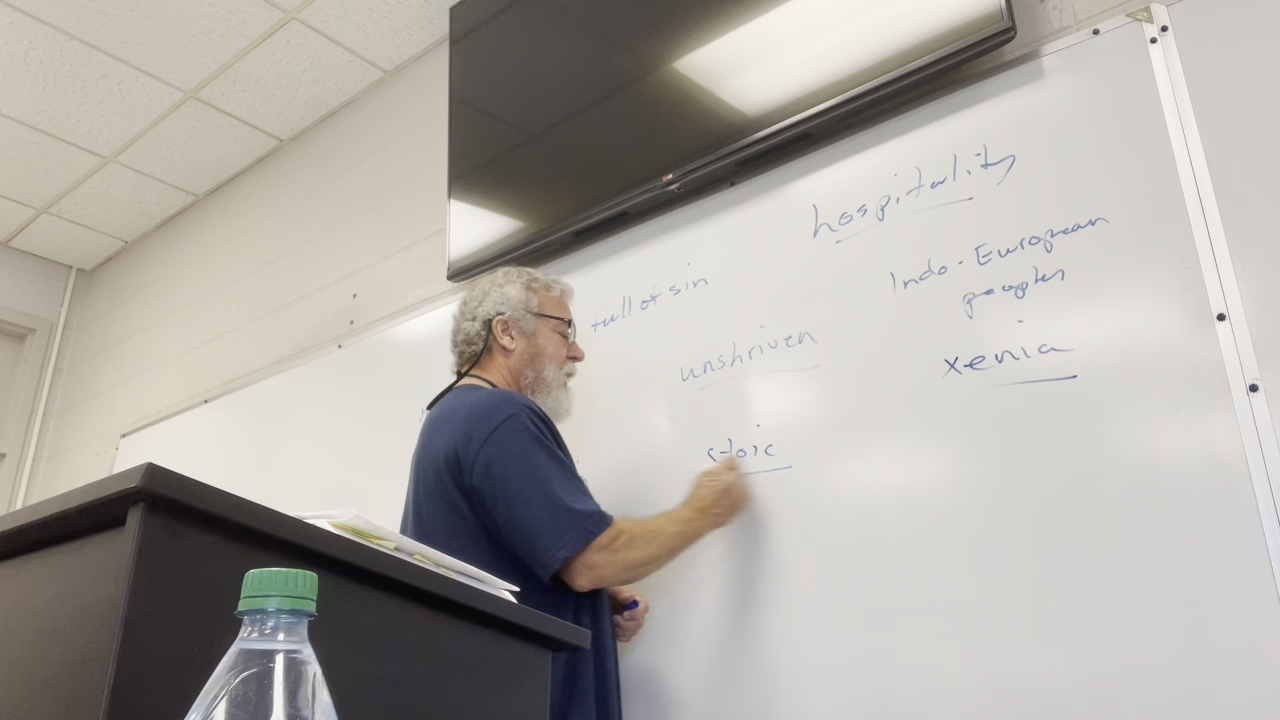 hospitality
Indo-European
peoples
xenia
full of sin
unshriven
stoic